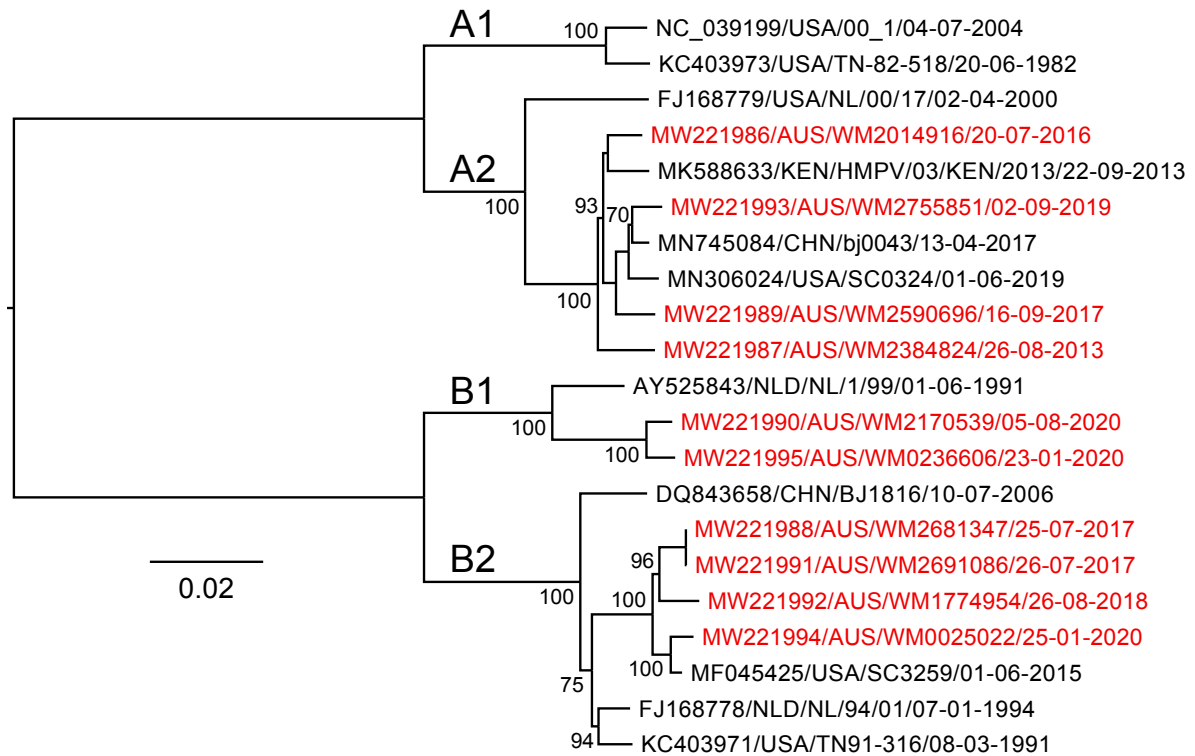 A1
100
NC_039199/USA/00_1/04-07-2004
KC403973/USA/TN-82-518/20-06-1982
FJ168779/USA/NL/00/17/02-04-2000
MW221986/AUS/WM2014916/20-07-2016
A2
MK588633/KEN/HMPV/03/KEN/2013/22-09-2013
100
93
70
MW221993/AUS/WM2755851/02-09-2019
MN745084/CHN/bj0043/13-04-2017
MN306024/USA/SC0324/01-06-2019
100
MW221989/AUS/WM2590696/16-09-2017
MW221987/AUS/WM2384824/26-08-2013
B1
AY525843/NLD/NL/1/99/01-06-1991
100
MW221990/AUS/WM2170539/05-08-2020
100
MW221995/AUS/WM0236606/23-01-2020
DQ843658/CHN/BJ1816/10-07-2006
MW221988/AUS/WM2681347/25-07-2017
B2
96
MW221991/AUS/WM2691086/26-07-2017
0.02
100
100
MW221992/AUS/WM1774954/26-08-2018
MW221994/AUS/WM0025022/25-01-2020
100
MF045425/USA/SC3259/01-06-2015
75
FJ168778/NLD/NL/94/01/07-01-1994
94
KC403971/USA/TN91-316/08-03-1991